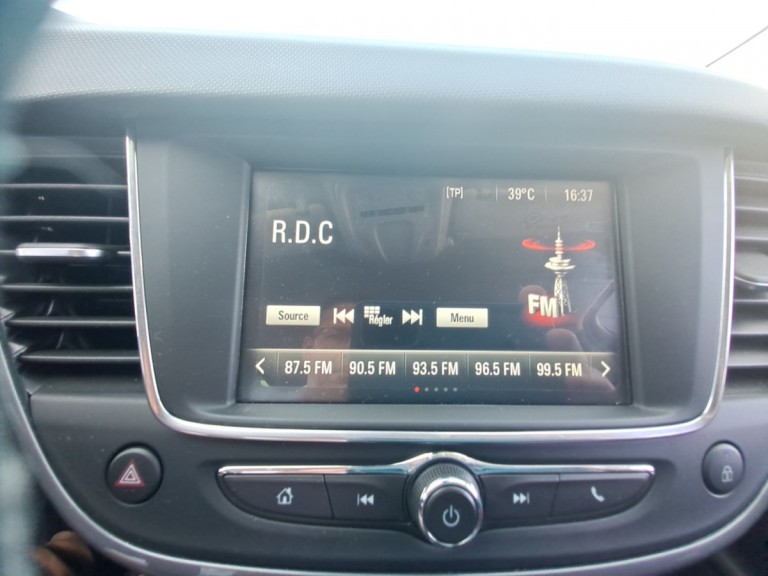 [TP] 39°C 16:37
R.D.C
FM
Source Régler Menu
87.5 FM 90.5 FM 93.5 FM 96.5 FM 99.5 FM